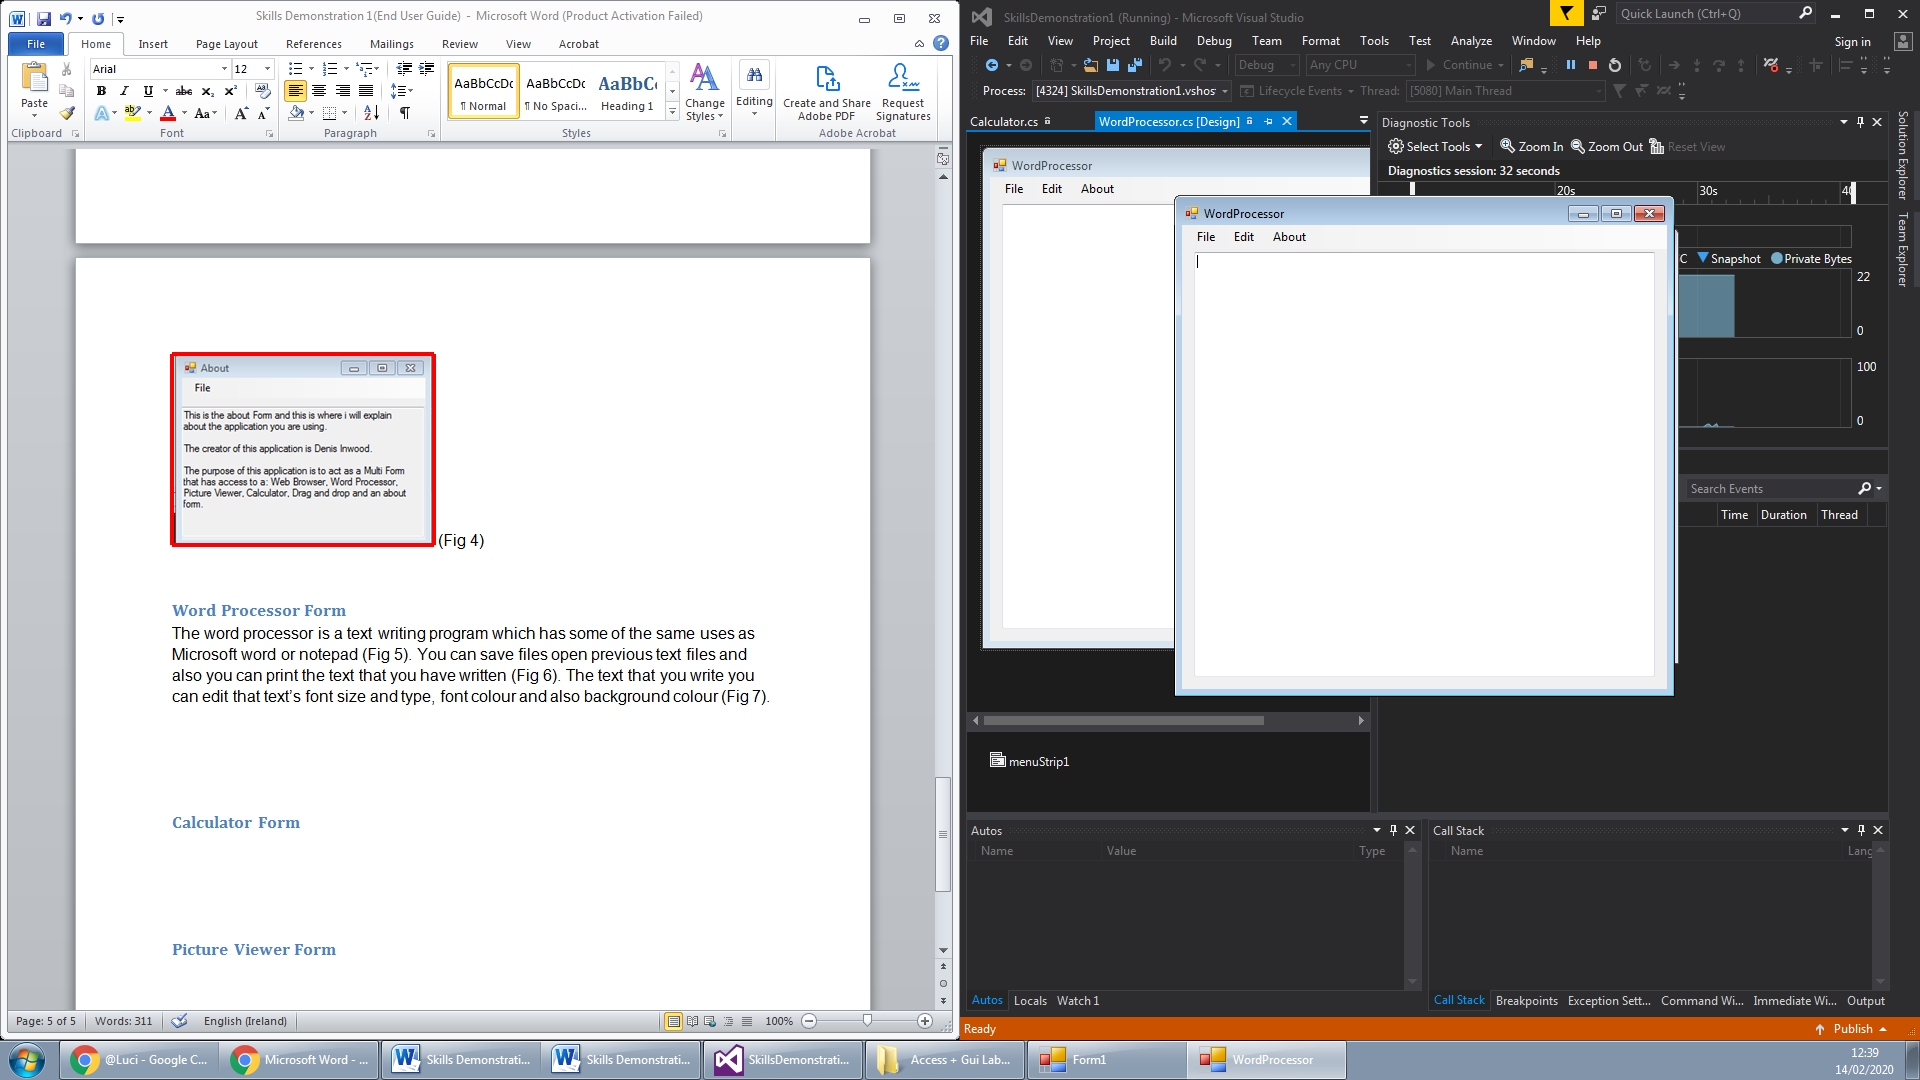 Skills Demonstration 1(End User Guide) - Microsoft Word (Product Activation Failed)
File Home Insert Page Layout References Mailings Review View Acrobat
Arial 12
Paste
AaBbCcDc AaBbCcDc AaBbCc
¶ Normal ¶ No Spaci... Heading 1
Change Styles
Editing
Create and Share Adobe PDF
Request Signatures
Clipboard Font Paragraph Styles Adobe Acrobat
About
File
This is the about Form and this is where i will explain
about the application you are using.
The creator of this application is Denis Inwood.
The purpose of this application is to act as a Multi Form
that has access to a: Web Browser, Word Processor,
Picture Viewer, Calculator, Drag and drop and an about
form.
(Fig 4)
Word Processor Form
The word processor is a text writing program which has some of the same uses as
Microsoft word or notepad (Fig 5). You can save files open previous text files and
also you can print the text that you have written (Fig 6). The text that you write you
can edit that text's font size and type, font colour and also background colour (Fig 7).
Calculator Form
Picture Viewer Form
Page: 5 of 5 Words: 311 English (Ireland) 100%
SkillsDemonstration1 (Running) - Microsoft Visual Studio
Quick Launch (Ctrl+Q)
File Edit View Project Build Debug Team Format Tools Test Analyze Window Help
Sign in
Debug Any CPU Continue
Process: [4324] SkillsDemonstration1.vshos Lifecycle Events Thread: [5080] Main Thread
Calculator.cs WordProcessor.cs [Design]
WordProcessor
File Edit About
WordProcessor
File Edit About
menuStrip1
Diagnostic Tools
Select Tools Zoom In Zoom Out Reset View
Diagnostics session: 32 seconds
20s 30s 40
C Snapshot Private Bytes
22
0
100
0
Search Events
Time Duration Thread
Solution Explorer
Team Explorer
Autos
Name Value Type
Autos Locals Watch 1
Call Stack
Name Lang
Call Stack Breakpoints Exception Sett... Command Wi... Immediate Wi... Output
Ready
Publish
@Luci - Google C... Microsoft Word - ... Skills Demonstrati... Skills Demonstrati... SkillsDemonstrati... Access + Gui Lab... Form1 WordProcessor
12:39
14/02/2020